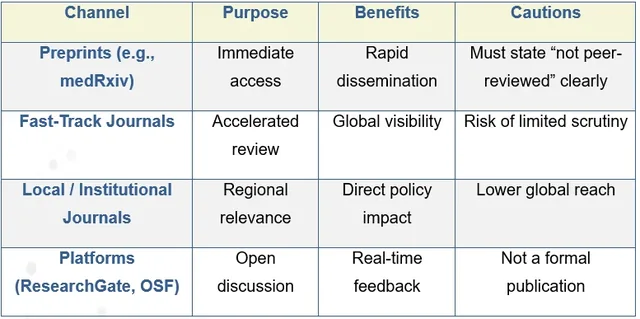 Channel Purpose Benefits Cautions
Preprints (e.g., Immediate Rapid Must state “not peer-
medRxiv) access dissemination reviewed” clearly
Fast-Track Journals Accelerated Global visibility Risk of limited scrutiny
review
Local / Institutional Regional Direct policy Lower global reach
Journals relevance impact
Platforms Open Real-time Not a formal
(ResearchGate, OSF) discussion feedback publication